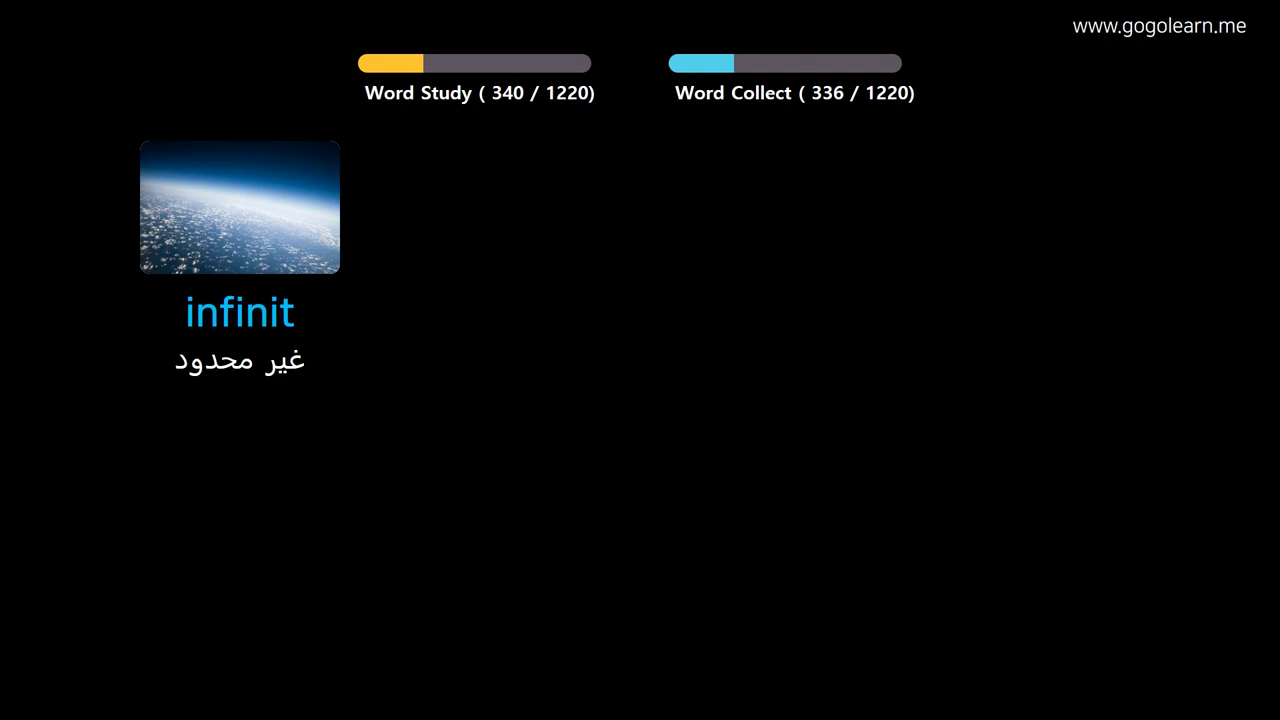 www.gogolearn.me
Word Study ( 340 / 1220)
Word Collect ( 336 / 1220)
infinit
غير محدود